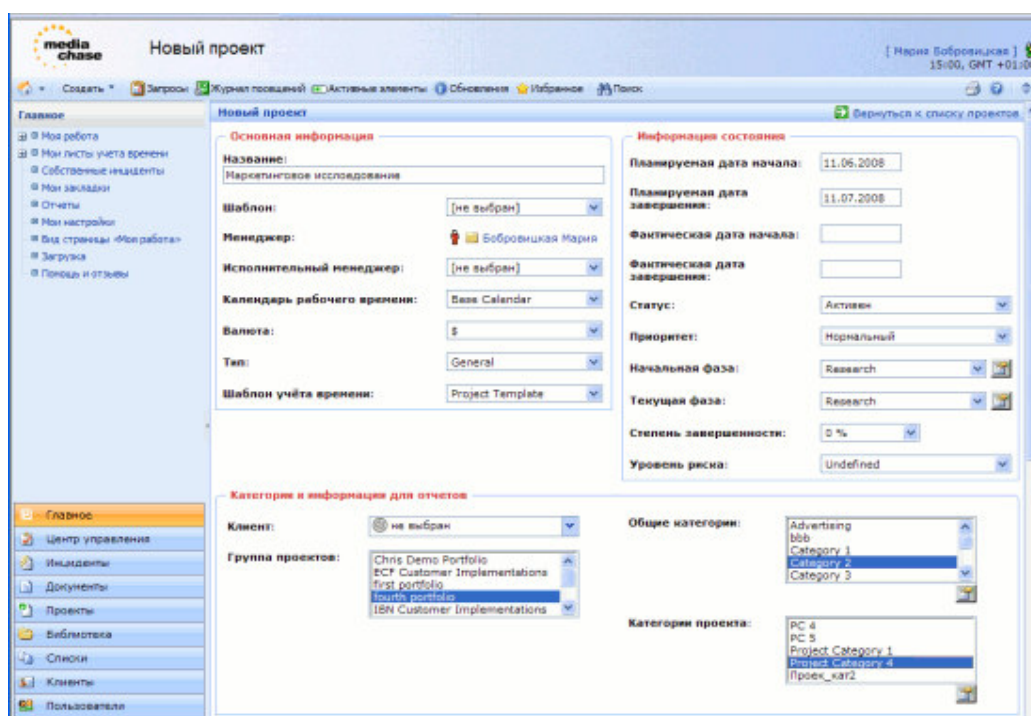 media
chase
Новый проект
[ Мария Бобровицкая ]
15:00, GMT +01:00
Создать
Запросы
Журнал посещений
Активные элементы
Обновления
Избранное
Поиск
Главное
Моя работа
Мои листы учета времени
Собственные инциденты
Мои закладки
Отчеты
Мои настройки
Вид страницы «Моя работа»
Загрузка
Помощь и отзывы
Главное
Центр управления
Инциденты
Документы
Проекты
Библиотека
Списки
Клиенты
Пользователи
Новый проект
Вернуться к списку проектов
Основная информация
Название:
Маркетинговое исследование
Шаблон: [не выбран]
Менеджер: Бобровицкая Мария
Исполнительный менеджер: [не выбран]
Календарь рабочего времени: Base Calendar
Валюта: $
Тип: General
Шаблон учёта времени: Project Template
Информация состояния
Планируемая дата начала: 11.06.2008
Планируемая дата
завершения: 11.07.2008
Фактическая дата начала:
Фактическая дата
завершения:
Статус: Активен
Приоритет: Нормальный
Начальная фаза: Research
Текущая фаза: Research
Степень завершенности: 0 %
Уровень риска: Undefined
Категории и информация для отчетов
Клиент: не выбран
Группа проектов:
Chris Demo Portfolio
ECF Customer Implementations
first portfolio
fourth portfolio
IBN Customer Implementations
Общие категории:
Advertising
bbb
Category 1
Category 2
Category 3
Категории проекта:
PC 4
PC 5
Project Category 1
Project Category 4
Проек_кат2